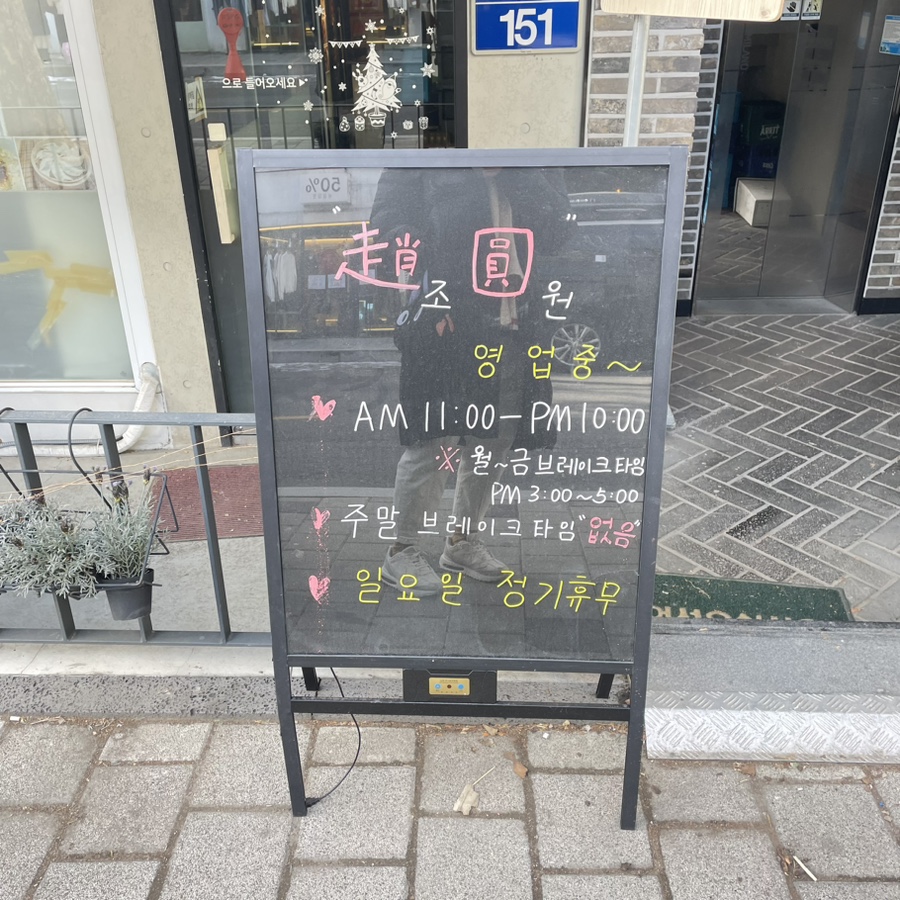 151
으로 들어오세요 ▶
50%
"趙 圓"
조 원
영업중~
AM 11:00-PM10:00
※ 월~금 브레이크타임
PM 3:00~5:00
주말 브레이크타임 "없음"
일요일 정기휴무